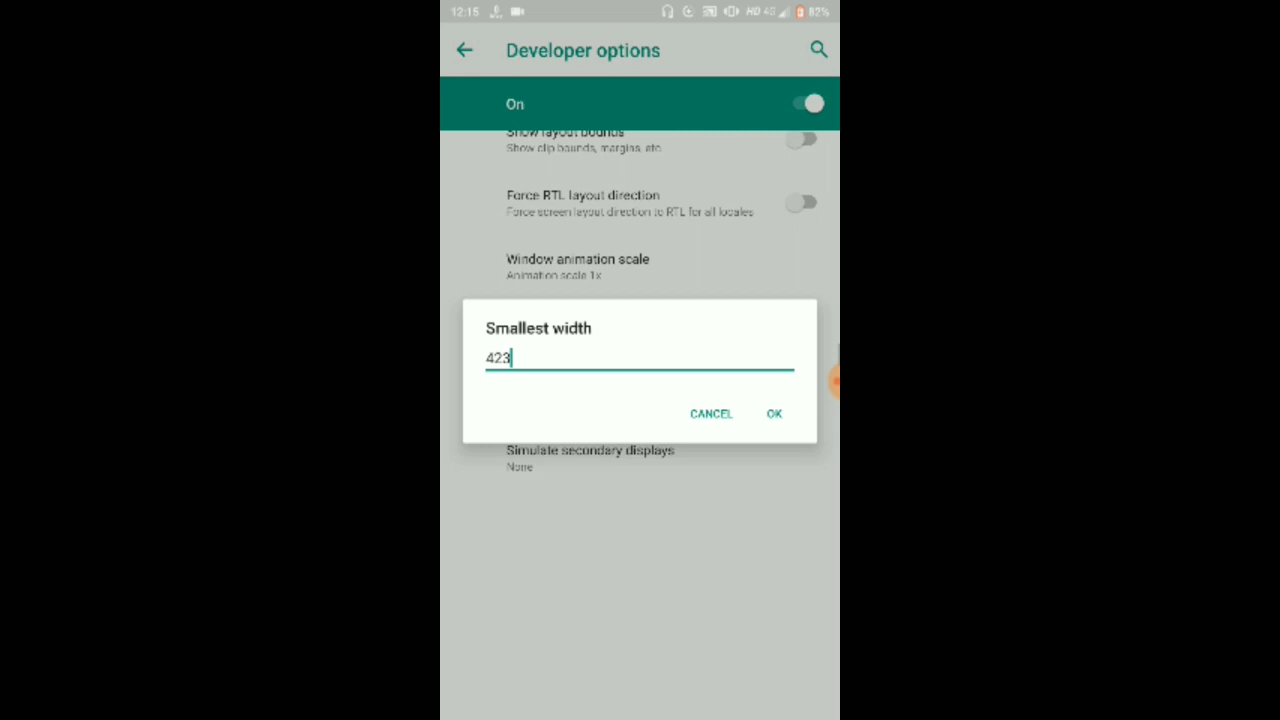 12:15 HD 4G 82%
Developer options
On
Show layout bounds
Show clip bounds, margins, etc
Force RTL layout direction
Force screen layout direction to RTL for all locales
Window animation scale
Animation scale 1x
Smallest width
423
CANCEL OK
Simulate secondary displays
None